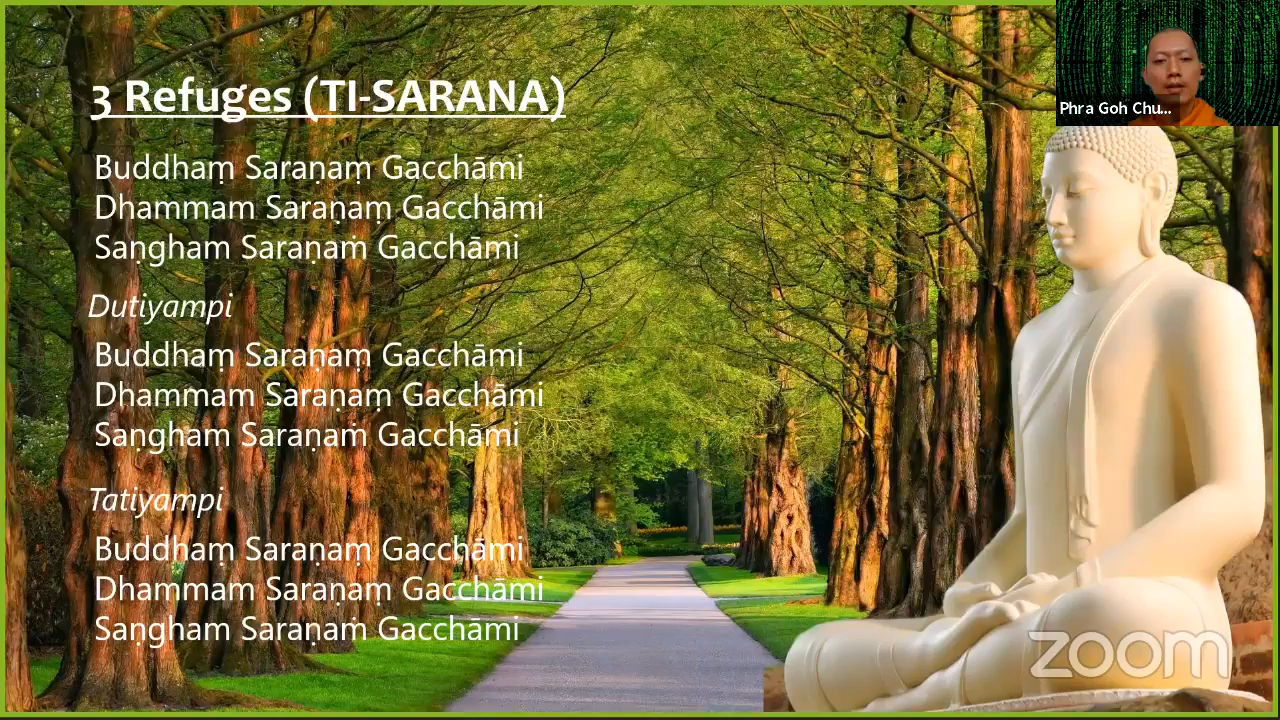 3 Refuges (TI-SARANA)
Buddhaṃ Saraṇaṃ Gacchāmi
Dhammam Saraṇaṃ Gacchāmi
Saṇgham Saraṇaṁ Gacchāmi
Dutiyampi
Buddhaṃ Saraṇaṃ Gacchāmi
Dhammam Saraṇaṃ Gacchāmi
Saṇgham Saraṇaṁ Gacchāmi
Tatiyampi
Buddhaṃ Saraṇaṃ Gacchāmi
Dhammam Saraṇaṃ Gacchāmi
Saṇgham Saraṇaṁ Gacchāmi
Phra Goh Chu...
zoom